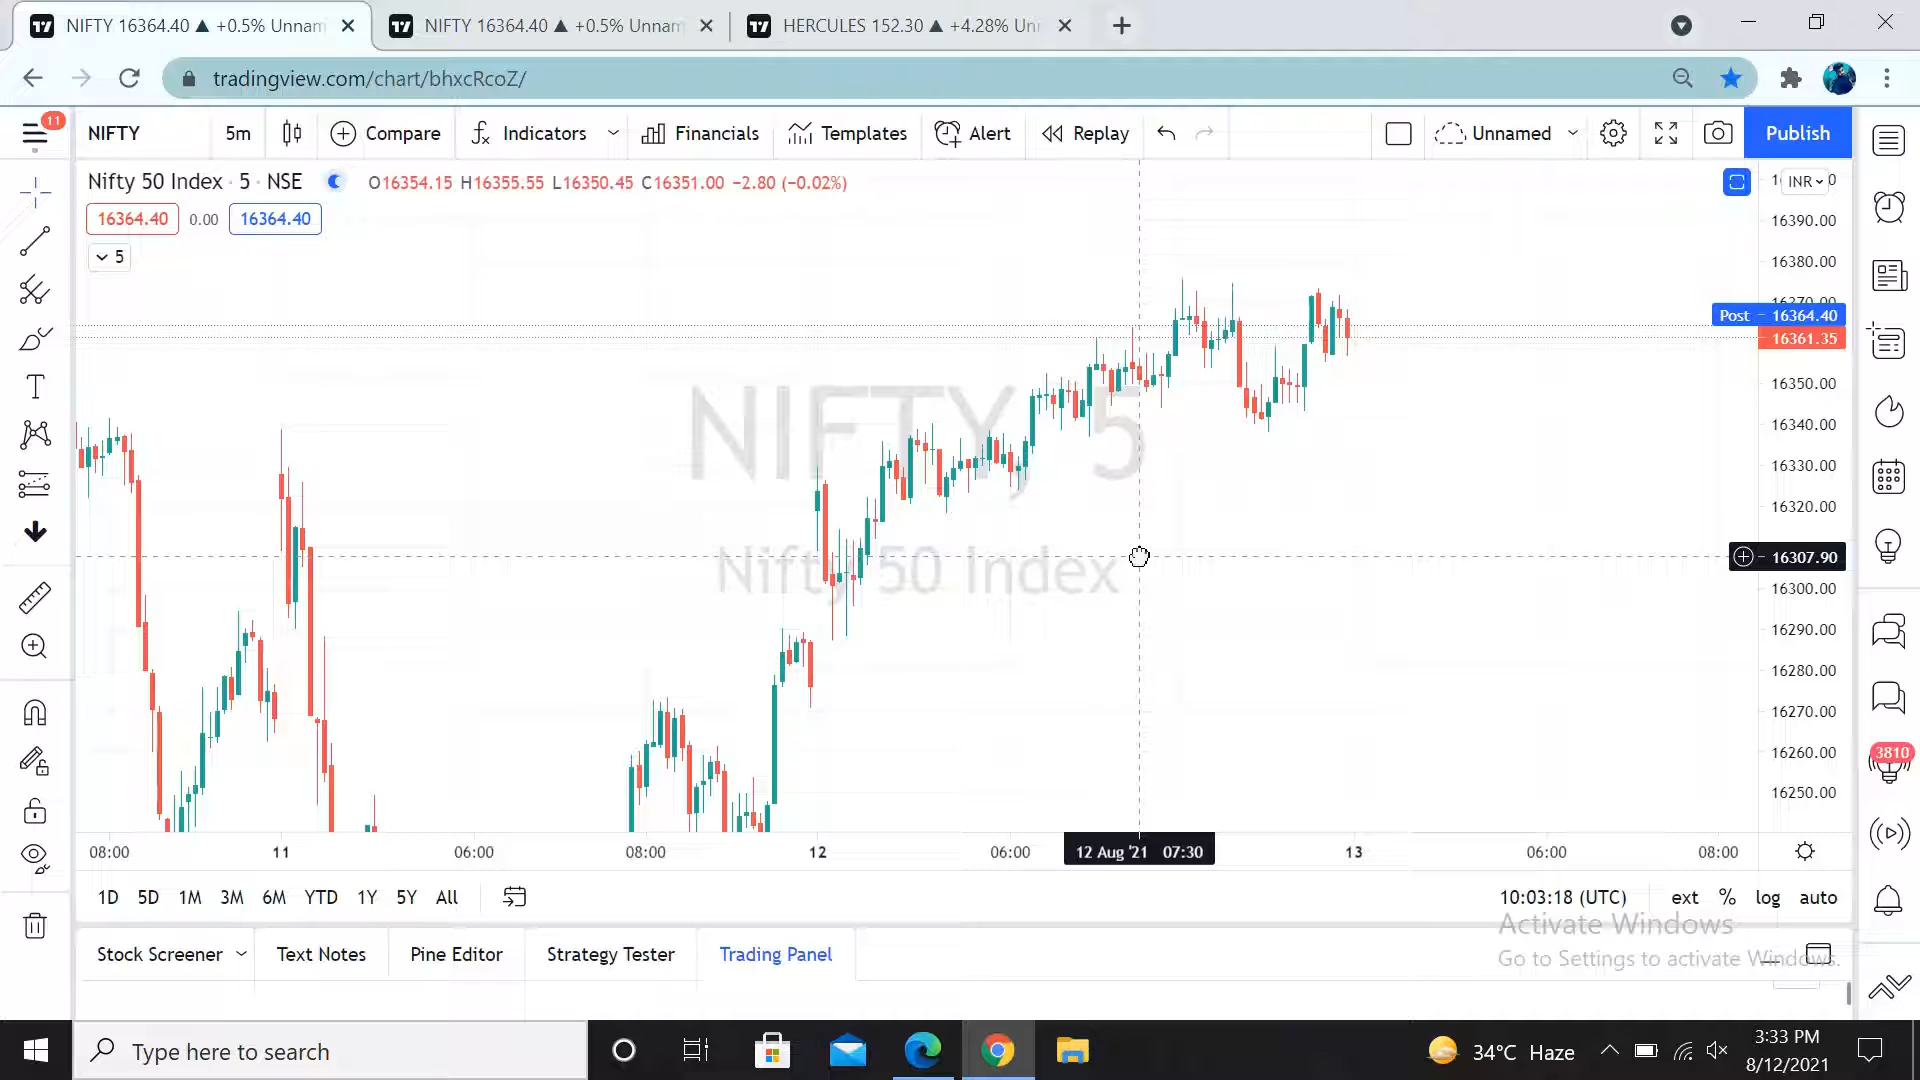 NIFTY 16364.40 ▲ +0.5% Unnam
NIFTY 16364.40 ▲ +0.5% Unnam
HERCULES 152.30 ▲ +4.28% Un
tradingview.com/chart/bhxcRcoZ/
11
NIFTY
5m
Compare
Indicators
Financials
Templates
Alert
Replay
Unnamed
Publish
Nifty 50 Index · 5 · NSE
O16354.15 H16355.55 L16350.45 C16351.00 −2.80 (−0.02%)
INR
16364.40
0.00
16364.40
5
16390.00
16380.00
16370.00
Post 16364.40
16361.35
16350.00
16340.00
16330.00
16320.00
16307.90
16300.00
16290.00
16280.00
16270.00
16260.00
16250.00
NIFTY, 5
Nifty 50 Index
3810
08:00
11
06:00
08:00
12
06:00
12 Aug '21 07:30
13
06:00
08:00
1D 5D 1M 3M 6M YTD 1Y 5Y All
10:03:18 (UTC)
ext % log auto
Activate Windows
Go to Settings to activate Windows.
Stock Screener
Text Notes
Pine Editor
Strategy Tester
Trading Panel
Type here to search
34°C Haze
3:33 PM
8/12/2021